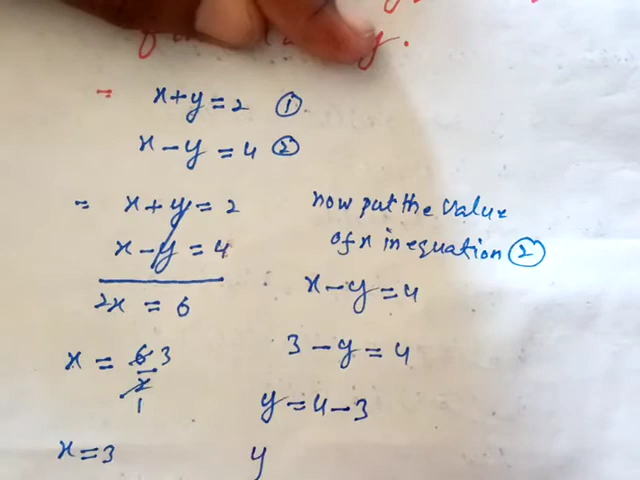 = x+y=2 ①
x-y=4 ②
= x+y=2
x-y=4
2x = 6
x = 6 3
2
1
x=3
now put the value
of x in equation ②
x-y=4
3-y=4
y=4-3
y